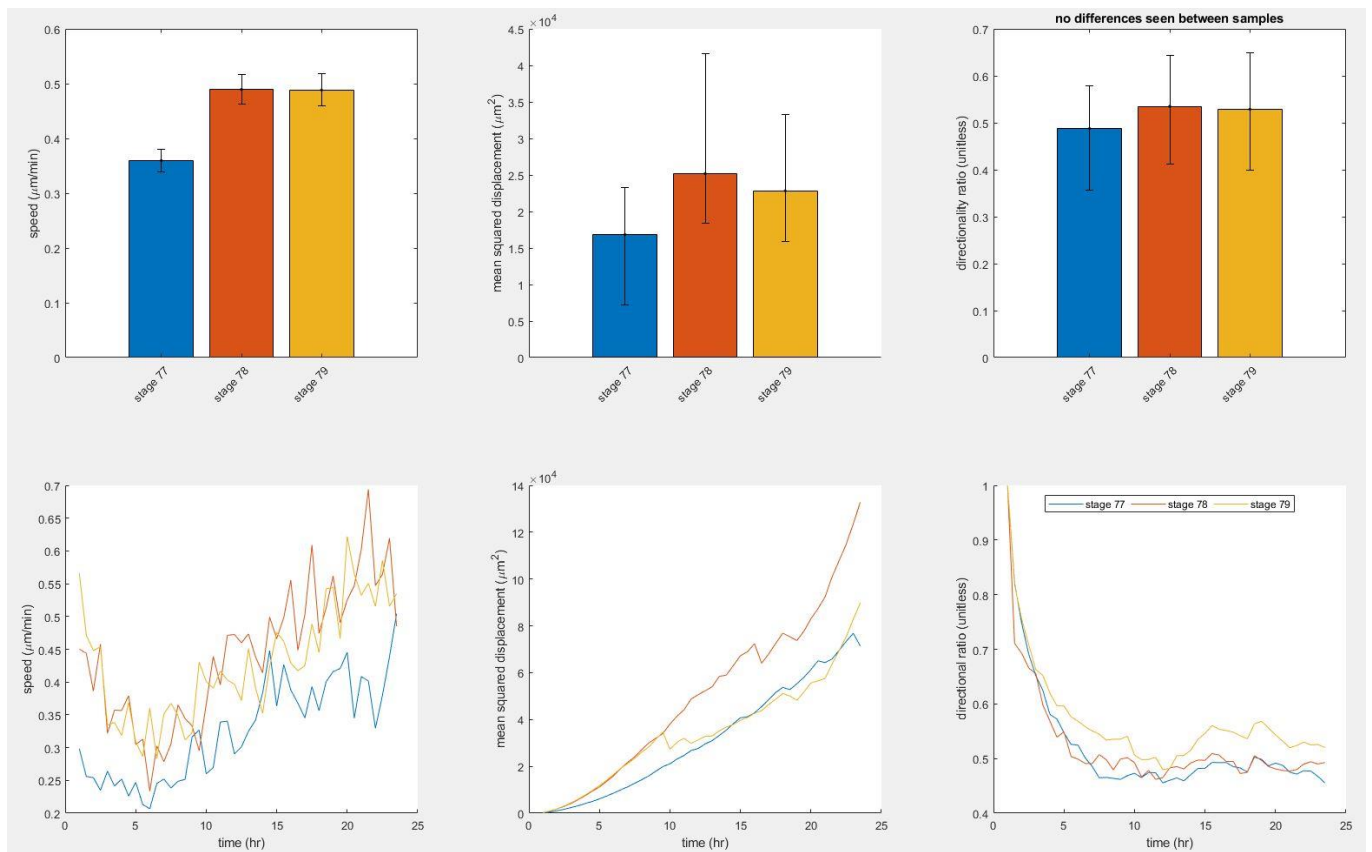 no differences seen between samples
speed (μm/min)
0.6
0.5
0.4
0.3
0.2
0.1
0
stage 77
stage 78
stage 79
×10⁴
mean squared displacement (μm²)
4.5
4
3.5
3
2.5
2
1.5
1
0.5
0
stage 77
stage 78
stage 79
directionality ratio (unitless)
0.7
0.6
0.5
0.4
0.3
0.2
0.1
0
stage 77
stage 78
stage 79
speed (μm/min)
0.7
0.65
0.6
0.55
0.5
0.45
0.4
0.35
0.3
0.25
0.2
0 5 10 15 20 25
time (hr)
×10⁴
mean squared displacement (μm²)
14
12
10
8
6
4
2
0
0 5 10 15 20 25
time (hr)
directional ratio (unitless)
1
0.9
0.8
0.7
0.6
0.5
0.4
stage 77 stage 78 stage 79
0 5 10 15 20 25
time (hr)